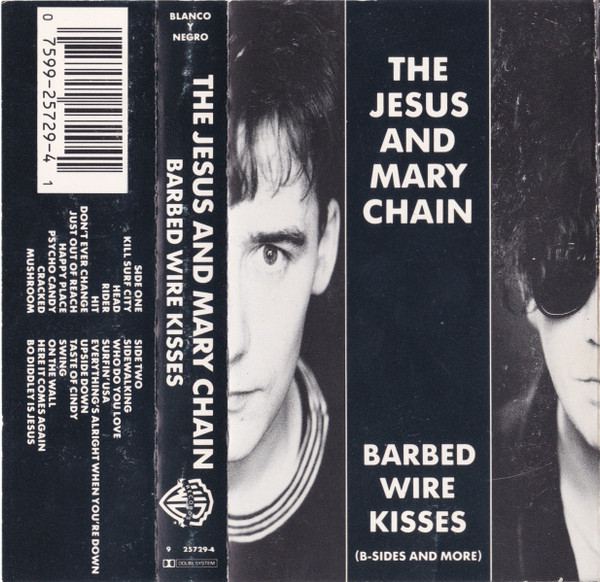 0 7599-25729-4 1
SIDE ONE
KILL SURF CITY
HEAD
RIDER
HIT
DON'T EVER CHANGE
JUST OUT OF REACH
HAPPY PLACE
PSYCHO CANDY
CRACKED
MUSHROOM
SIDE TWO
SIDEWALKING
WHO DO YOU LOVE
SURFIN' USA
EVERYTHING'S ALRIGHT WHEN YOU'RE DOWN
UPSIDE DOWN
TASTE OF CINDY
SWING
ON THE WALL
HERE IT COMES AGAIN
BO DIDDLEY IS JESUS
BLANCO
Y
NEGRO
THE JESUS AND MARY CHAIN
BARBED WIRE KISSES
RECORDS
9 25729-4
DOLBY SYSTEM
THE
JESUS
AND
MARY
CHAIN
BARBED
WIRE
KISSES
(B-SIDES AND MORE)